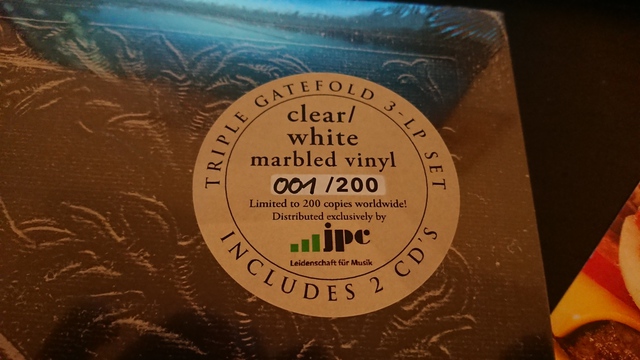 TRIPLE GATEFOLD 3-LP SET
clear/
white
marbled vinyl
001 /200
Limited to 200 copies worldwide!
Distributed exclusively by
jpc
Leidenschaft für Musik
INCLUDES 2 CD'S